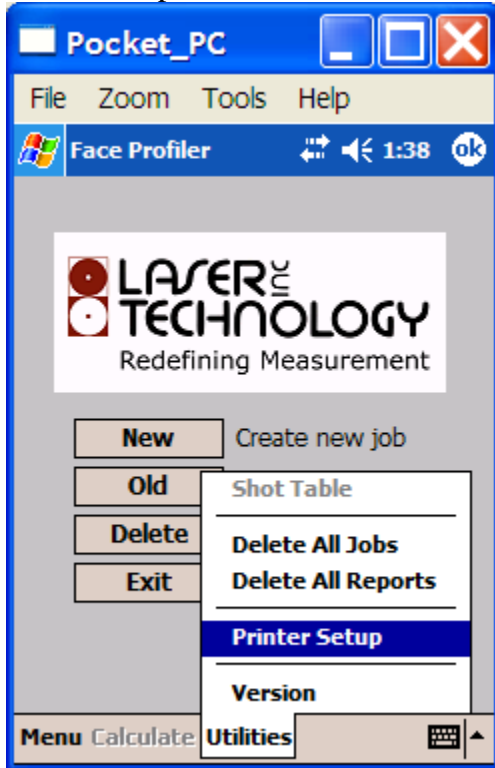 Pocket_PC
File Zoom Tools Help
Face Profiler 1:38 ok
LASER INC
TECHNOLOGY
Redefining Measurement
New Create new job
Old
Delete
Exit
Shot Table
Delete All Jobs
Delete All Reports
Printer Setup
Version
Menu Calculate Utilities